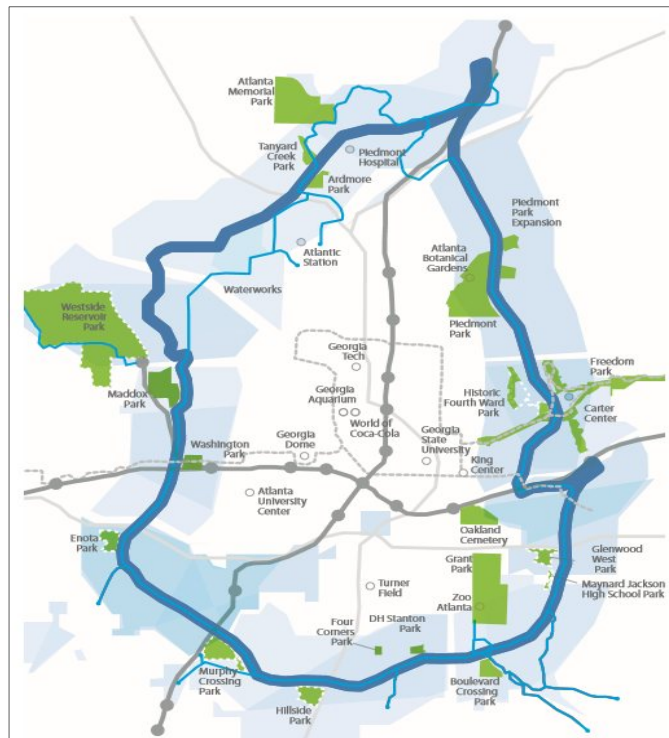 Atlanta
Memorial
Park
Tanyard
Creek
Park
Piedmont
Hospital
Ardmore
Park
Piedmont
Park
Expansion
Atlantic
Station
Atlanta
Botanical
Gardens
Waterworks
Westside
Reservoir
Park
Piedmont
Park
Georgia
Tech
Freedom
Park
Maddox
Park
Georgia
Aquarium
Historic
Fourth Ward
Park
Carter
Center
World of
Coca-Cola
Washington
Park
Georgia
Dome
Georgia
State
University
King
Center
Atlanta
University
Center
Enota
Park
Oakland
Cemetery
Glenwood
West
Park
Grant
Park
Maynard Jackson
High School Park
Turner
Field
Zoo
Atlanta
Four
Corners
Park
DH Stanton
Park
Murphy
Crossing
Park
Hillside
Park
Boulevard
Crossing
Park